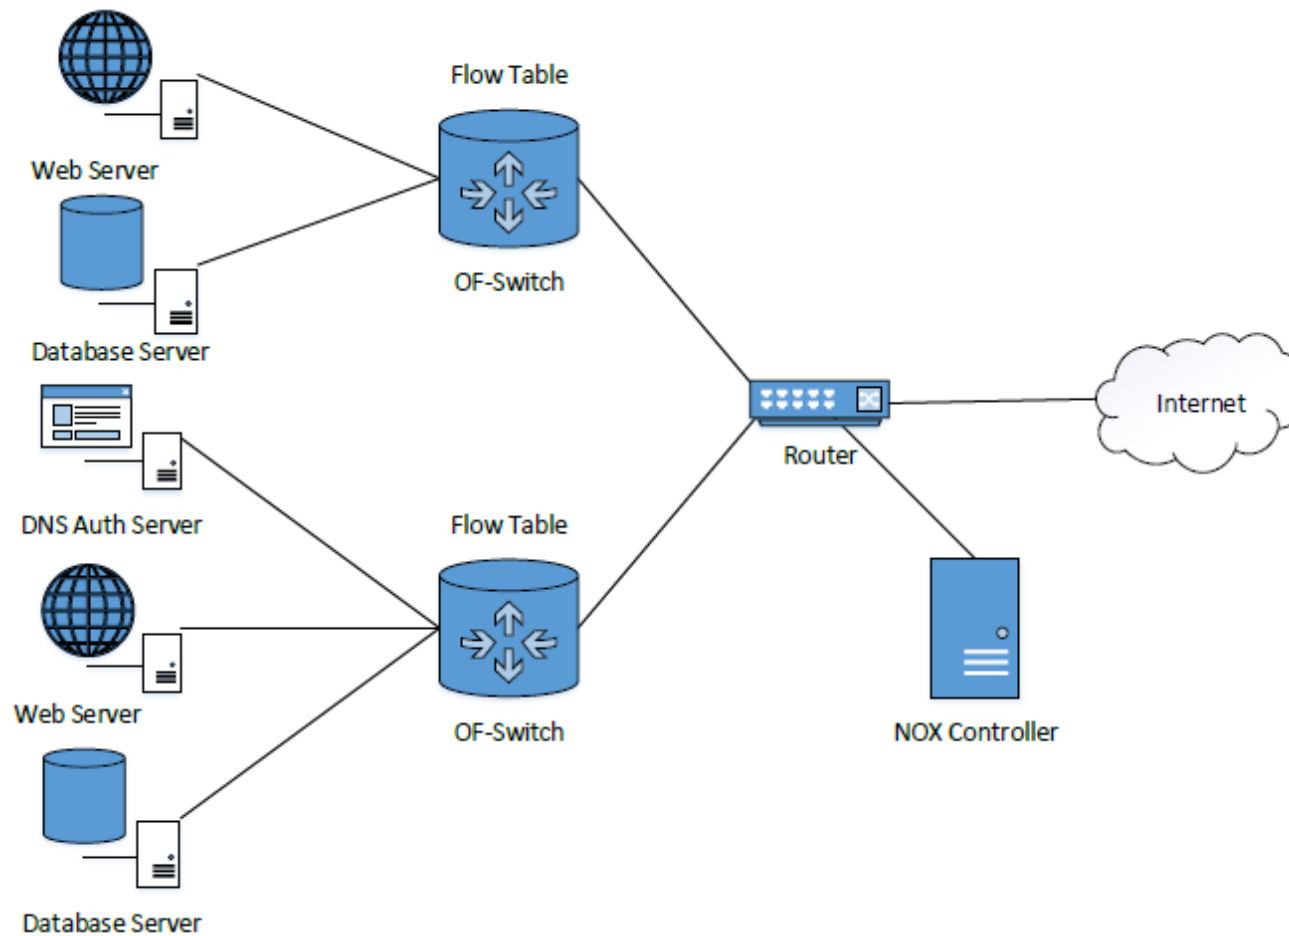 Flow Table
Web Server
OF-Switch
Database Server
Internet
Router
DNS Auth Server
Flow Table
Web Server
OF-Switch
NOX Controller
Database Server